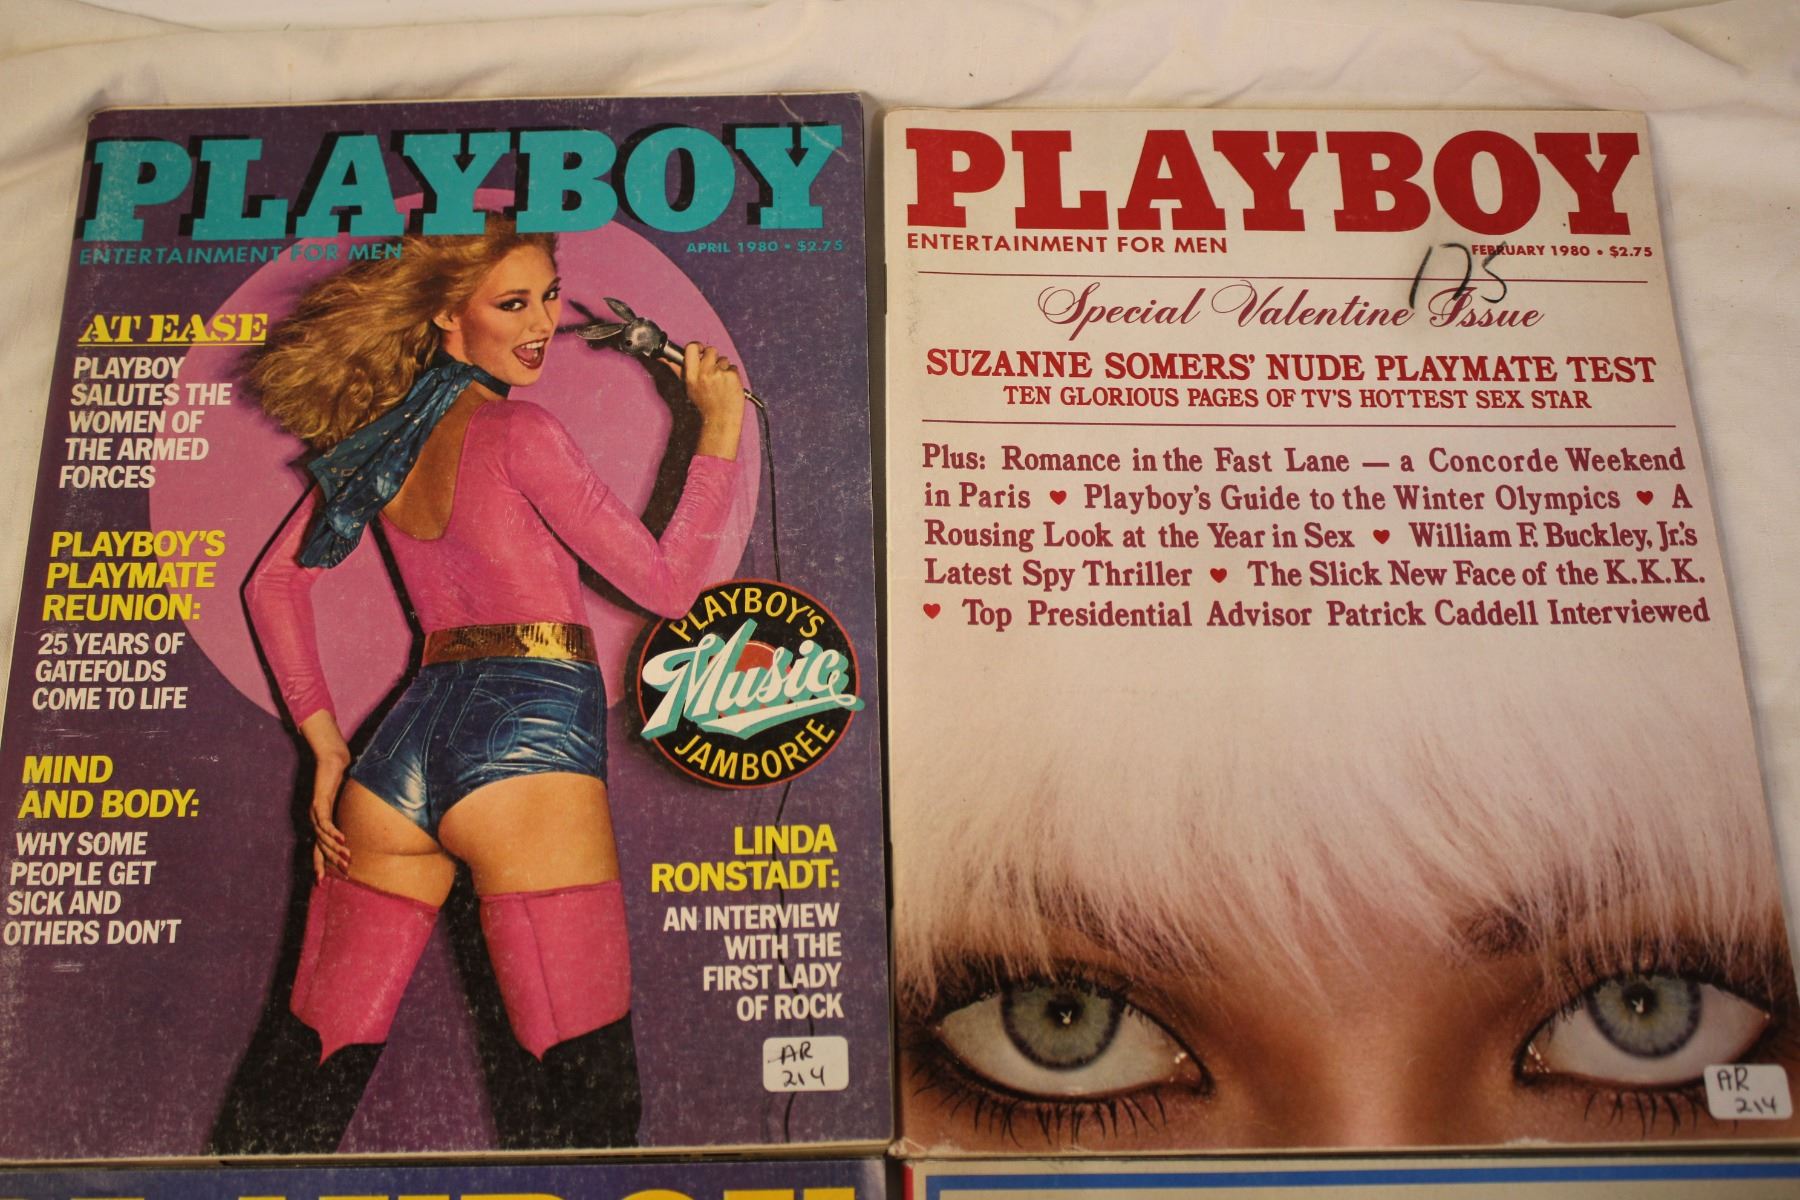 PLAYBOY
ENTERTAINMENT FOR MEN
APRIL 1980 • $2.75
AT EASE
PLAYBOY
SALUTES THE
WOMEN OF
THE ARMED
FORCES
PLAYBOY'S
PLAYMATE
REUNION:
25 YEARS OF
GATEFOLDS
COME TO LIFE
MIND
AND BODY:
WHY SOME
PEOPLE GET
SICK AND
OTHERS DON'T
PLAYBOY'S
Music
JAMBOREE
LINDA
RONSTADT:
AN INTERVIEW
WITH THE
FIRST LADY
OF ROCK
AR
214
PLAYBOY
ENTERTAINMENT FOR MEN
FEBRUARY 1980 • $2.75
175
Special Valentine Issue
SUZANNE SOMERS' NUDE PLAYMATE TEST
TEN GLORIOUS PAGES OF TV'S HOTTEST SEX STAR
Plus: Romance in the Fast Lane — a Concorde Weekend
in Paris ♥ Playboy's Guide to the Winter Olympics ♥ A
Rousing Look at the Year in Sex ♥ William F. Buckley, Jr.'s
Latest Spy Thriller ♥ The Slick New Face of the K.K.K.
♥ Top Presidential Advisor Patrick Caddell Interviewed
AR
214